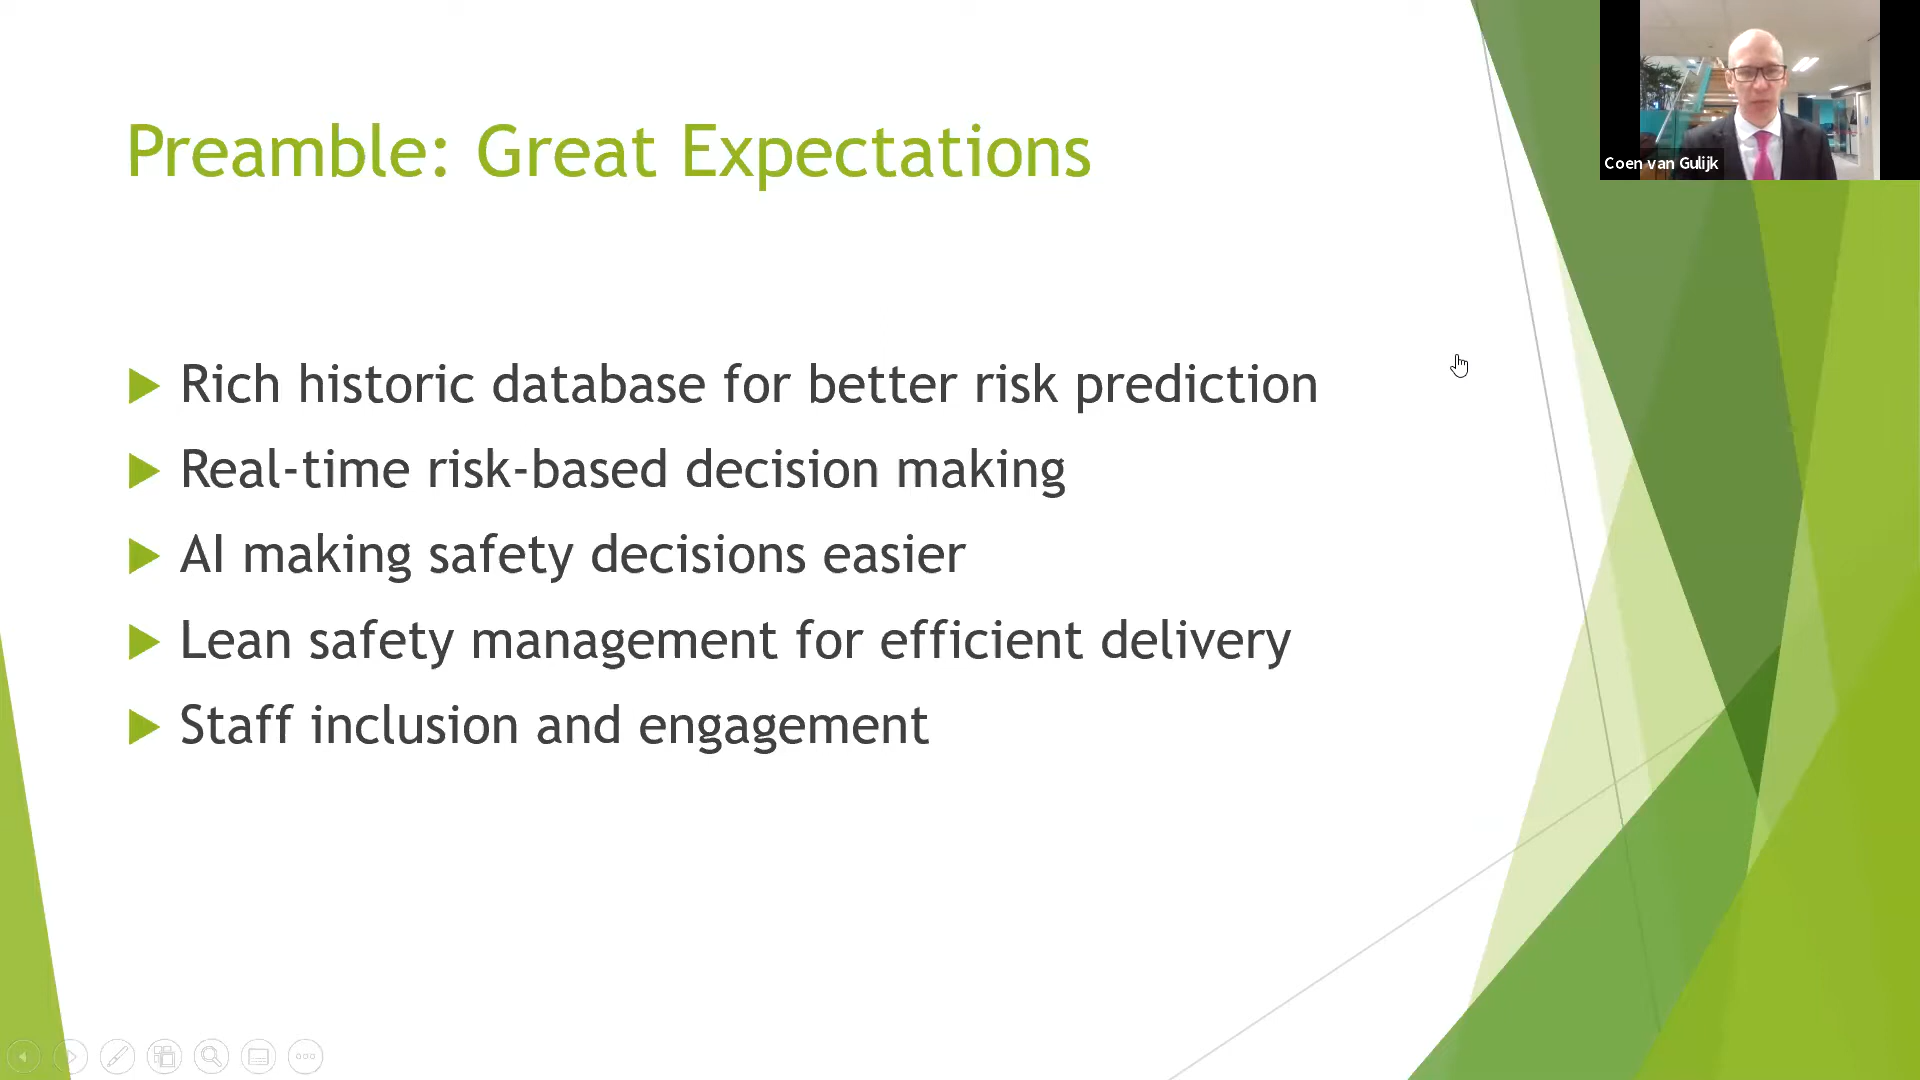 Preamble: Great Expectations
Coen van Gulijk
Rich historic database for better risk prediction
Real-time risk-based decision making
AI making safety decisions easier
Lean safety management for efficient delivery
Staff inclusion and engagement